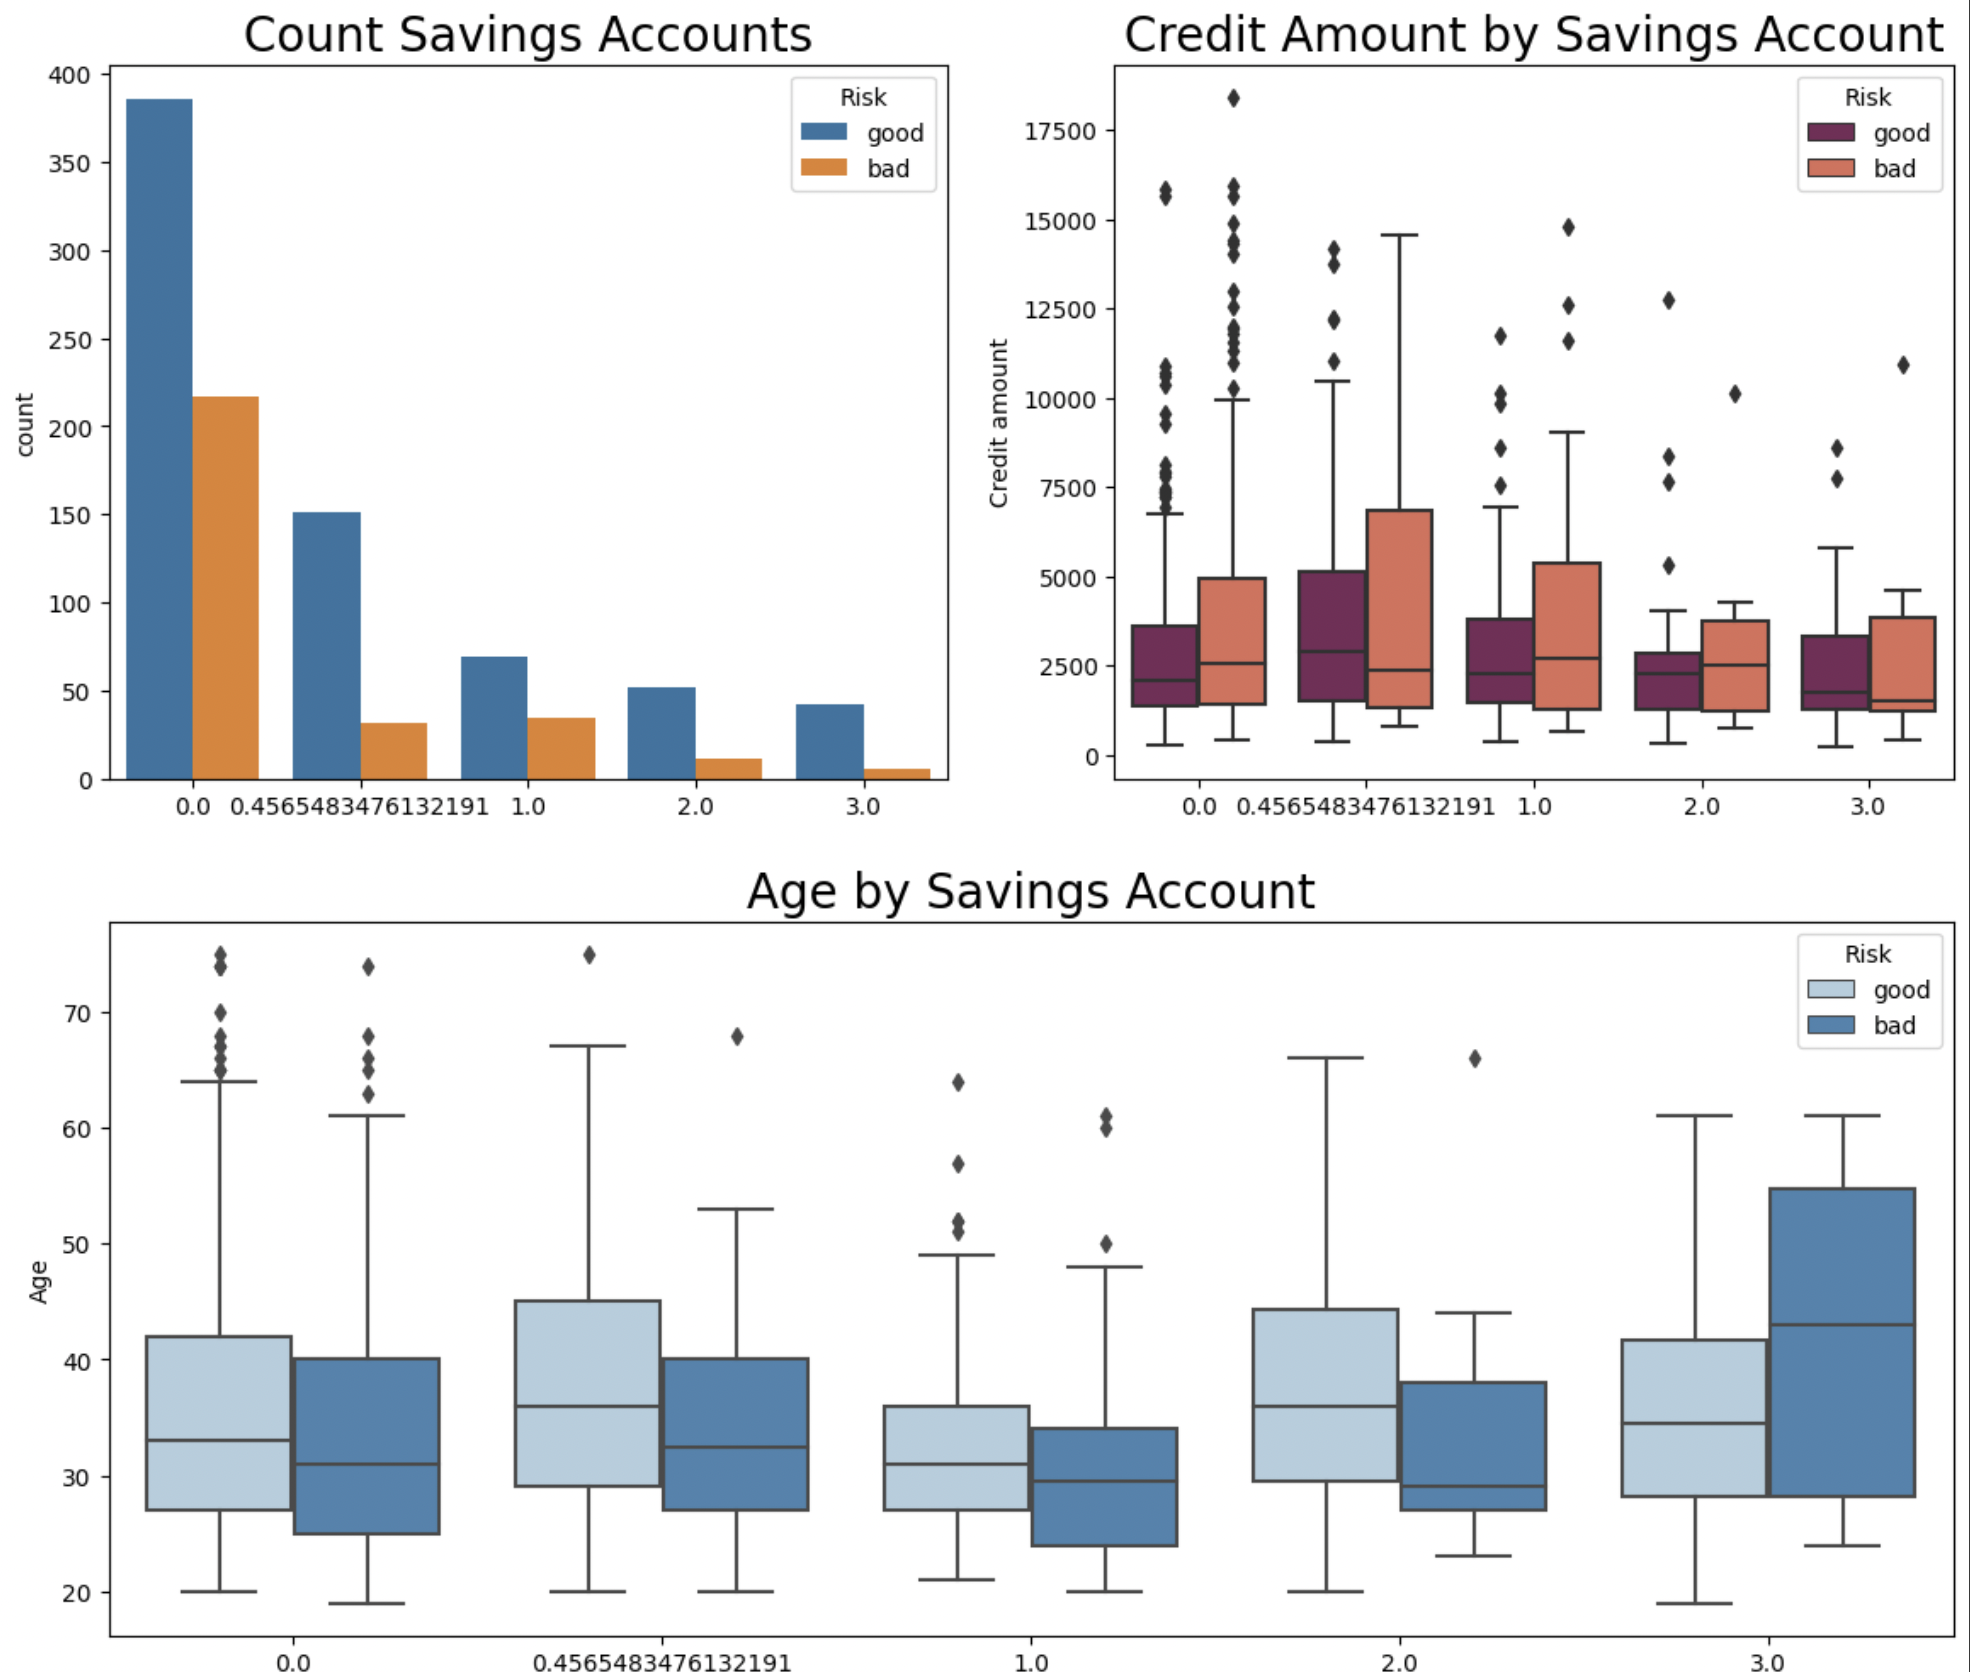 Count Savings Accounts
400
350
300
250
200
150
100
50
0
count
Risk
good
bad
0.0
0.4565483476132191
1.0
2.0
3.0
Credit Amount by Savings Account
17500
15000
12500
10000
7500
5000
2500
0
Credit amount
Risk
good
bad
0.0
0.4565483476132191
1.0
2.0
3.0
Age by Savings Account
70
60
50
40
30
20
Age
Risk
good
bad
0.0
0.4565483476132191
1.0
2.0
3.0